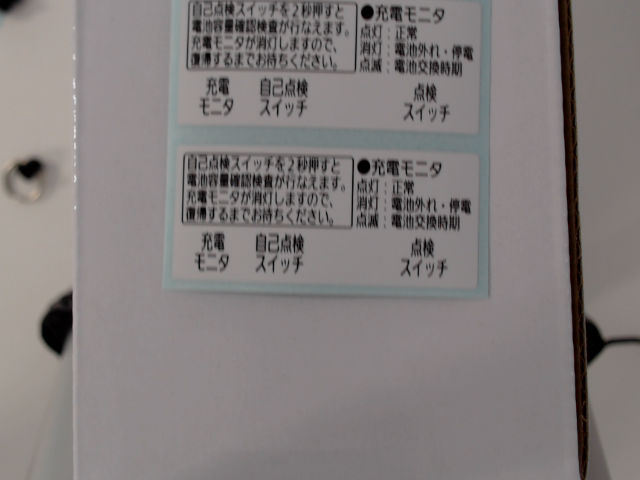 自己点検スイッチを2秒押すと
電池容量確認検査が行なえます。
充電モニタが消灯しますので、
復帰するまでお待ちください。
●充電モニタ
点灯：正常
消灯：電池外れ・停電
点滅：電池交換時期
充電
モニタ
自己点検
スイッチ
点検
スイッチ
自己点検スイッチを2秒押すと
電池容量確認検査が行なえます。
充電モニタが消灯しますので、
復帰するまでお待ちください。
●充電モニタ
点灯：正常
消灯：電池外れ・停電
点滅：電池交換時期
充電
モニタ
自己点検
スイッチ
点検
スイッチ